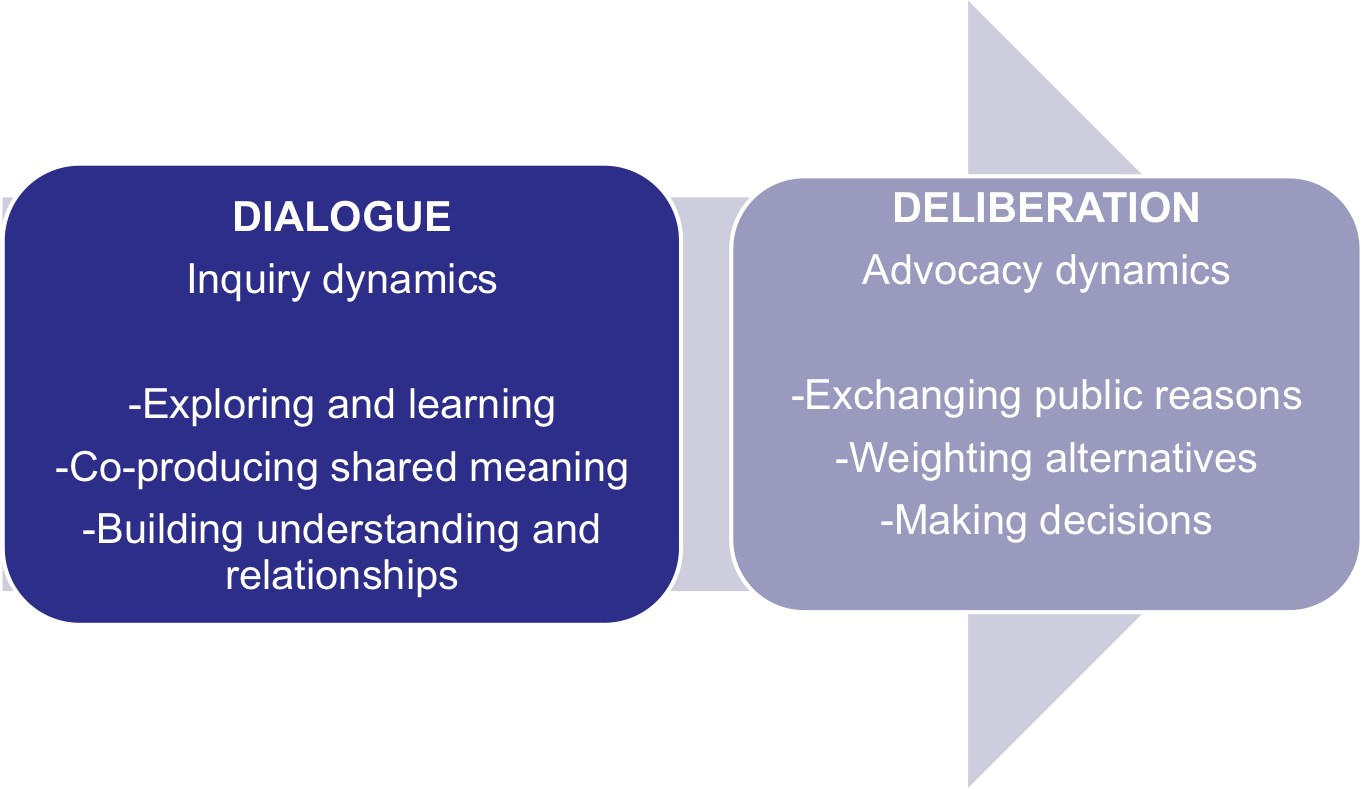 DIALOGUE
Inquiry dynamics
-Exploring and learning
-Co-producing shared meaning
-Building understanding and
relationships
DELIBERATION
Advocacy dynamics
-Exchanging public reasons
-Weighting alternatives
-Making decisions